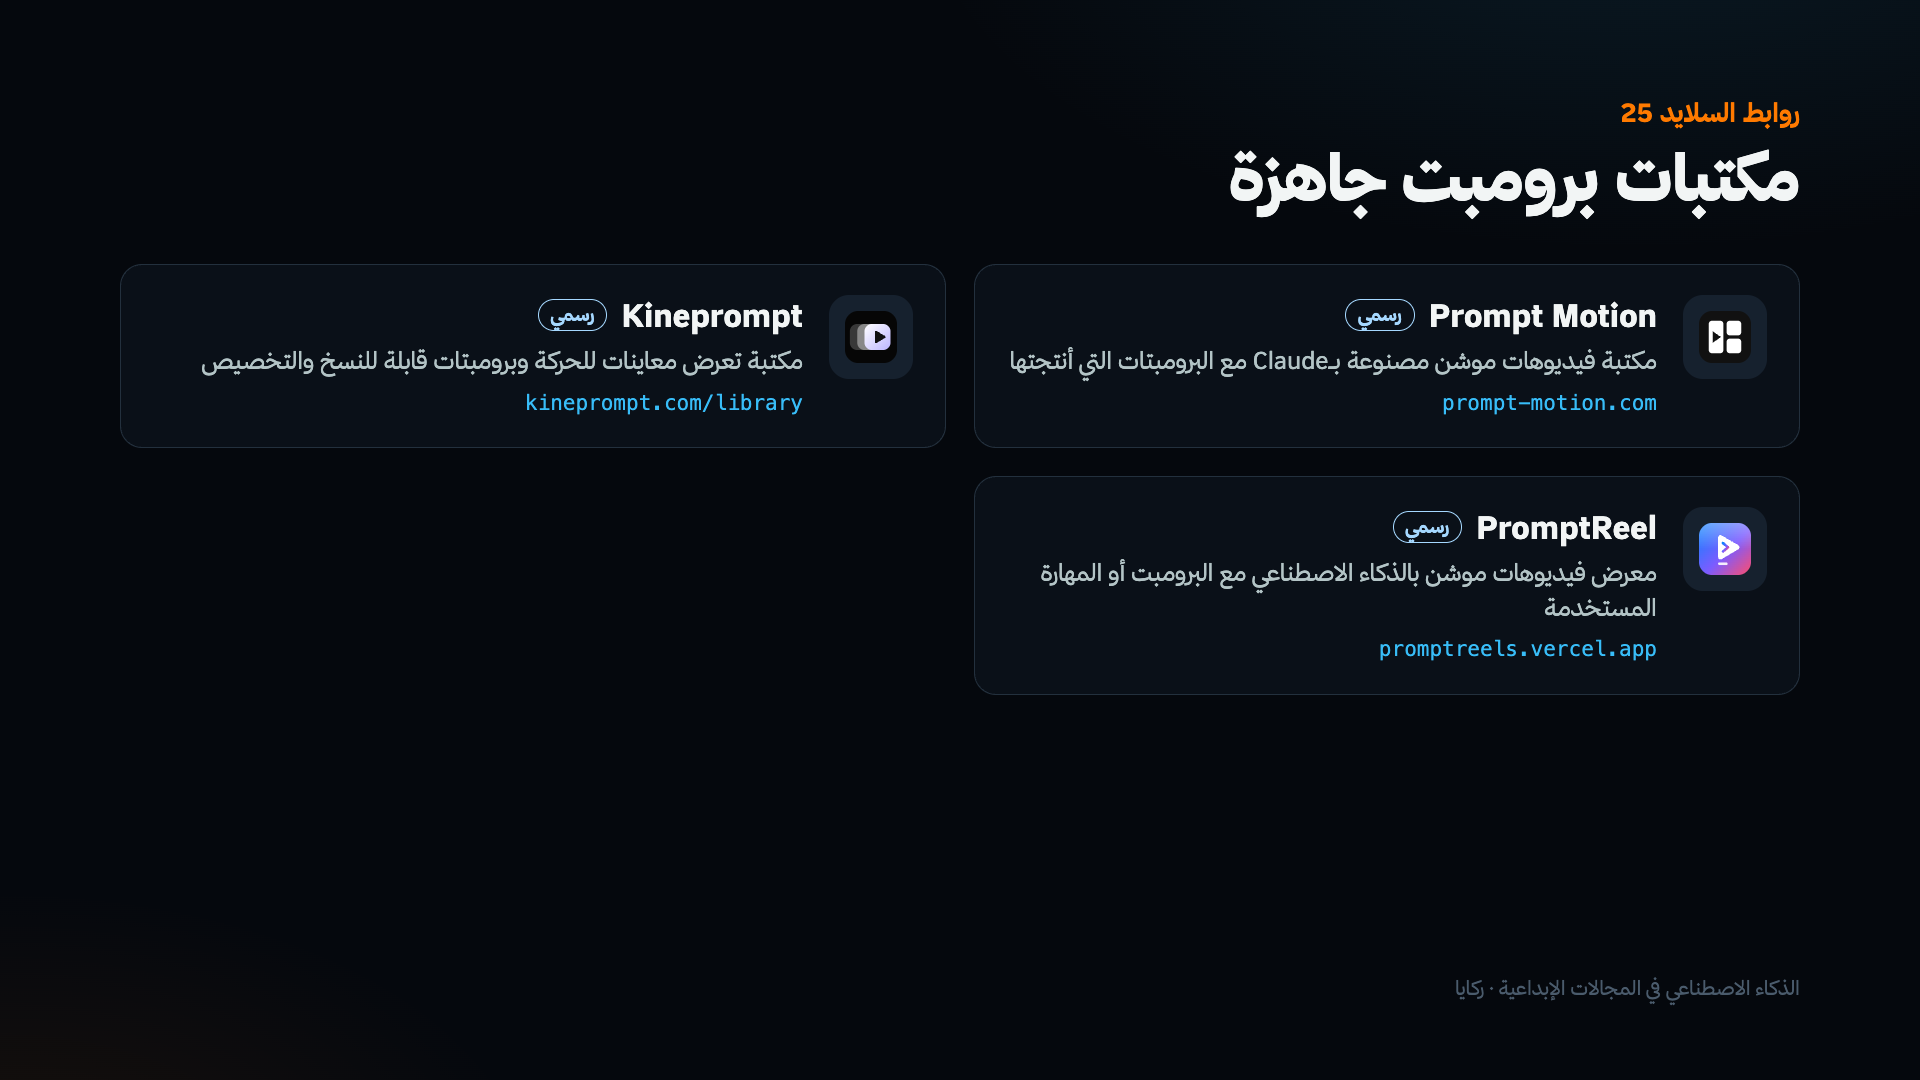 روابط السلايد 25
مكتبات برومبت جاهزة
Prompt Motion رسمي
مكتبة فيديوهات موشن مصنوعة بـClaude مع البرومبتات التي أنتجتها
prompt-motion.com
Kineprompt رسمي
مكتبة تعرض معاينات للحركة وبرومبتات قابلة للنسخ والتخصيص
kineprompt.com/library
PromptReel رسمي
معرض فيديوهات موشن بالذكاء الاصطناعي مع البرومبت أو المهارة
المستخدمة
promptreels.vercel.app
الذكاء الاصطناعي في المجالات الإبداعية · ركايا